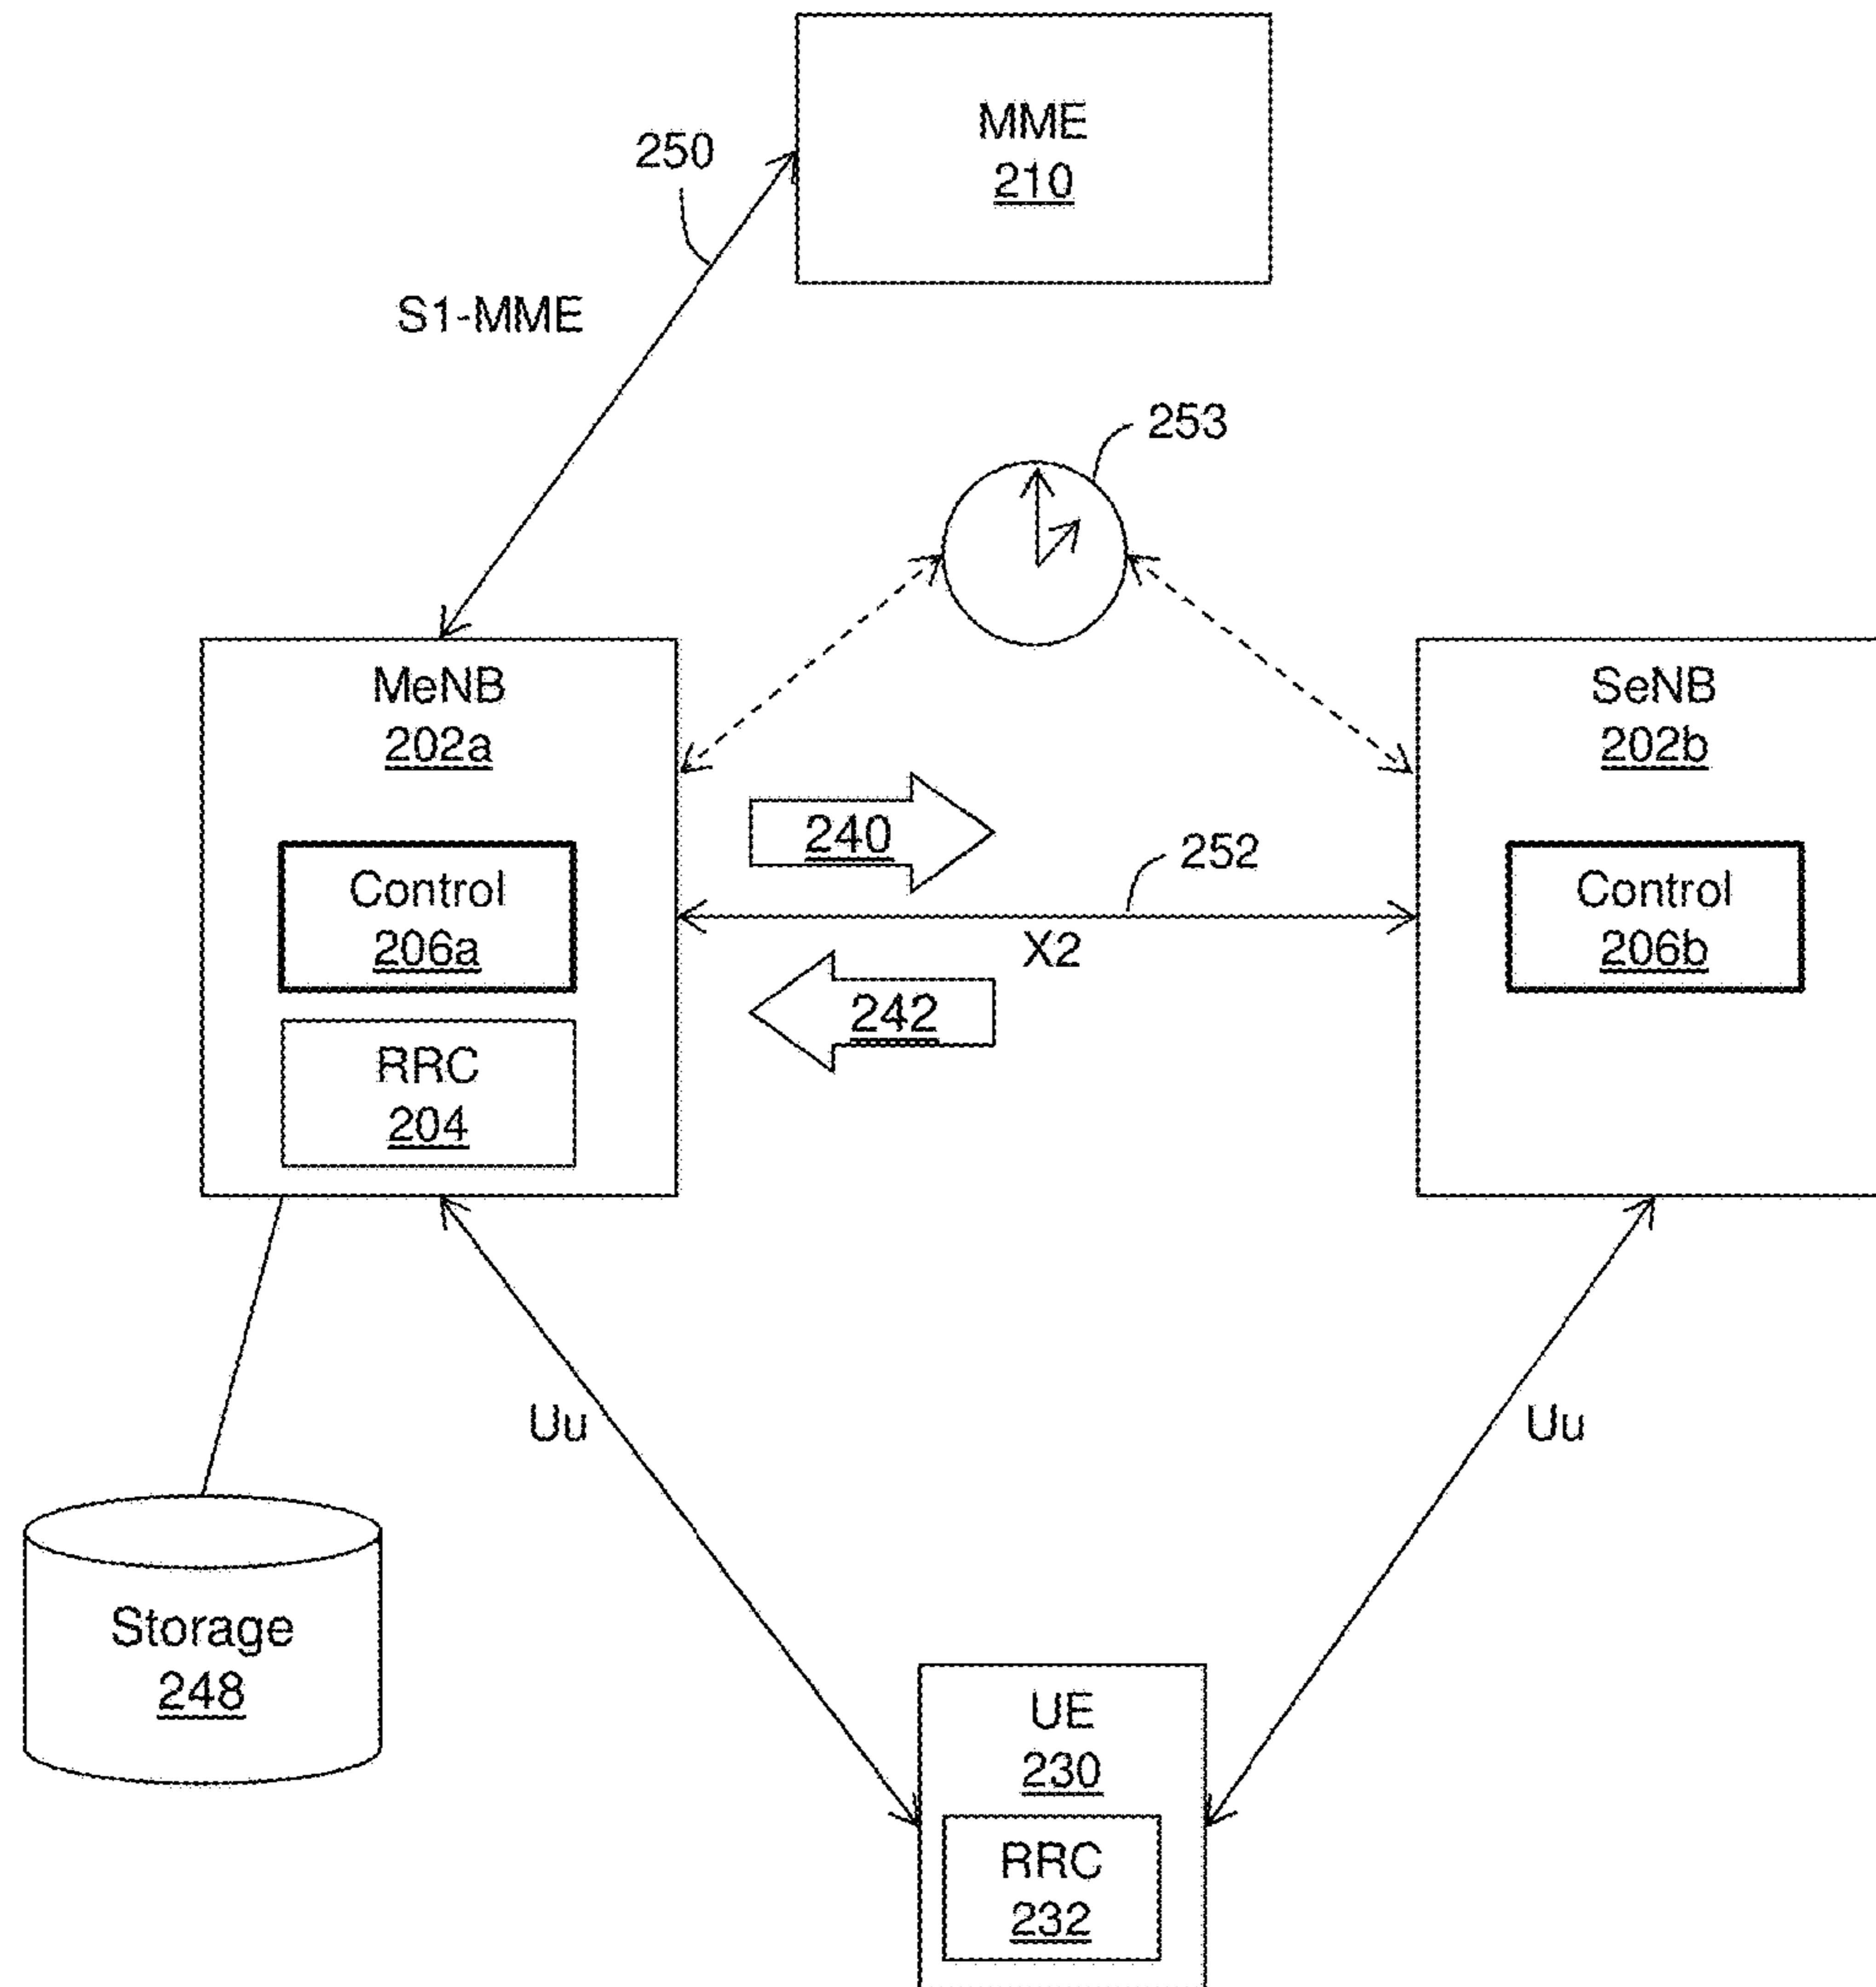 MME
210
250
S1-MME
253
MeNB
202a
SeNB
202b
240
252
Control
206a
X2
Control
206b
242
RRC
204
Uu
Uu
Storage
248
UE
230
RRC
232